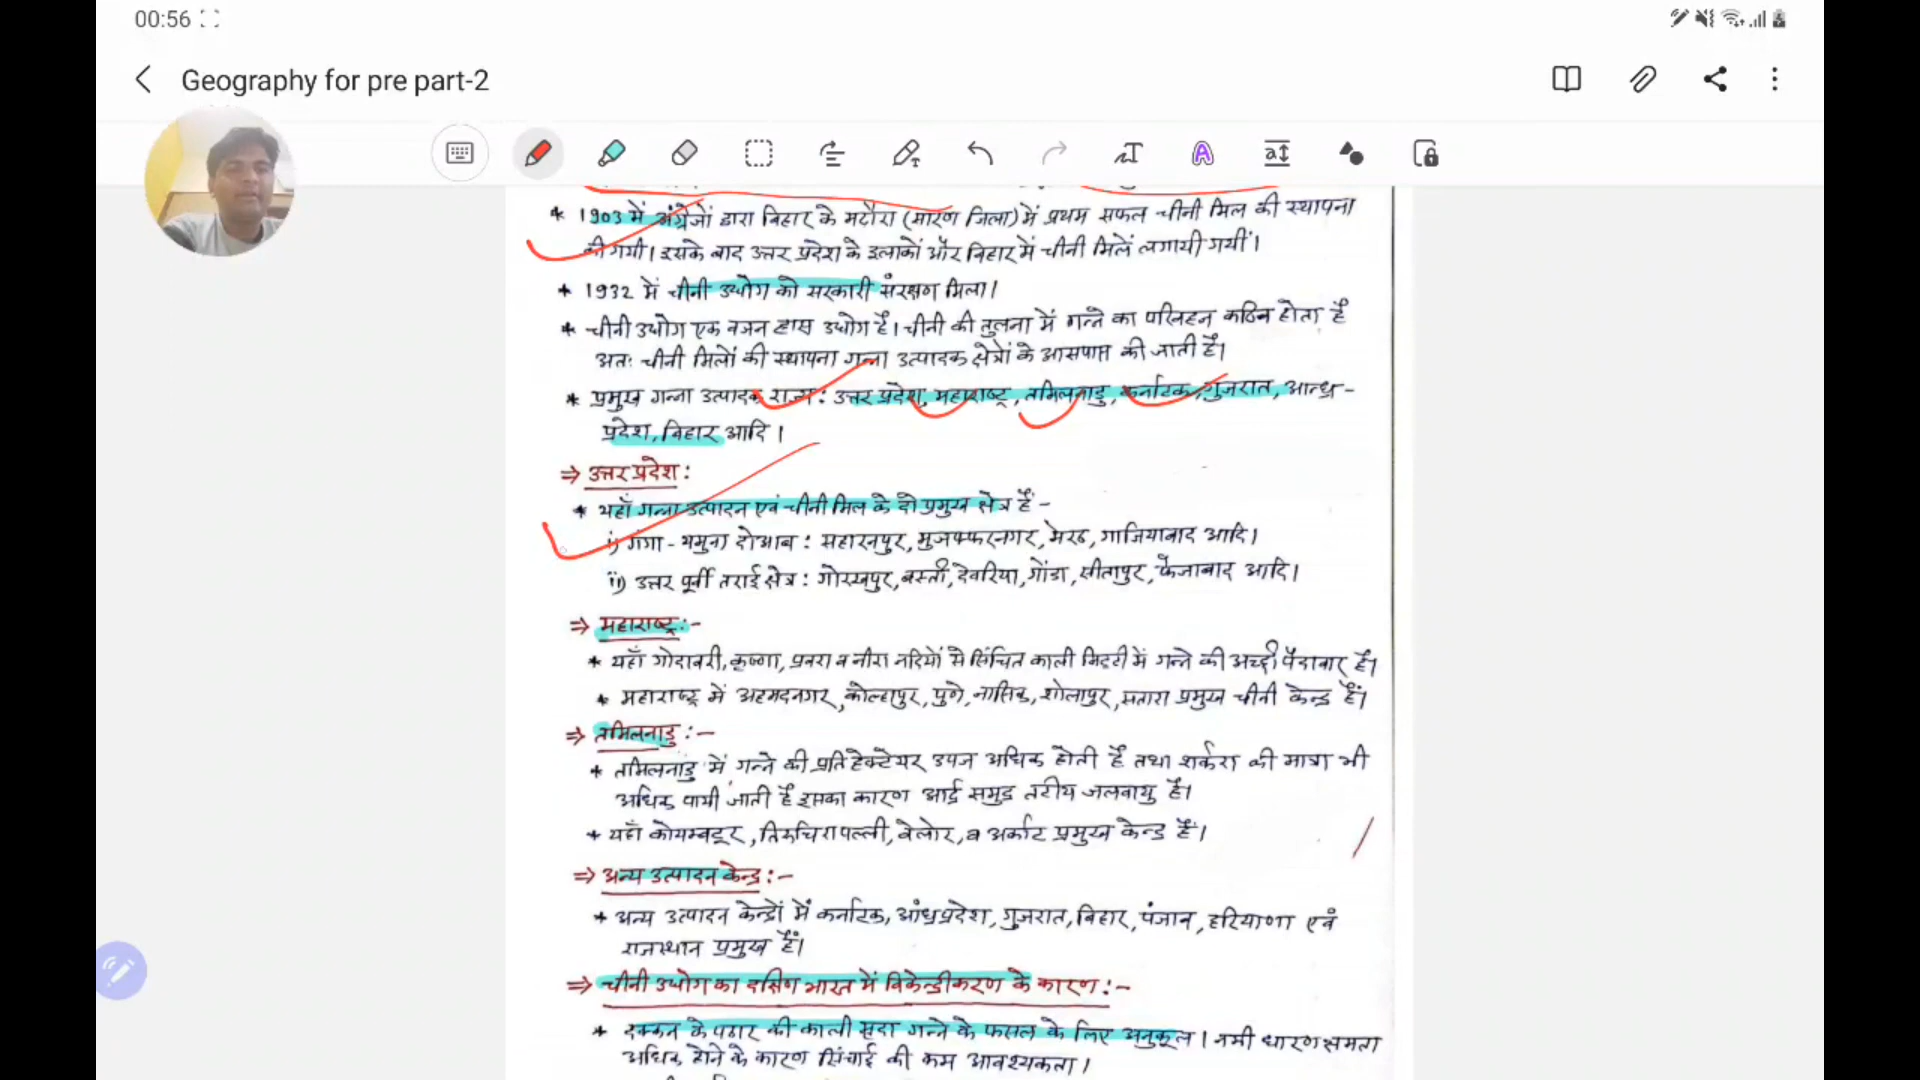 00:56
Geography for pre part-2
* 1903 में अंग्रेजों द्वारा बिहार के मढौरा (सारण जिला) में प्रथम सफल चीनी मिल की स्थापना
की गयी। इसके बाद उत्तर प्रदेश के इलाकों और बिहार में चीनी मिलें लगायी गयीं।
* 1932 में चीनी उद्योग को सरकारी संरक्षण मिला।
* चीनी उद्योग एक वजन ह्रास उद्योग है। चीनी की तुलना में गन्ने का परिवहन कठिन होता है
अतः चीनी मिलों की स्थापना गन्ना उत्पादक क्षेत्रों के आसपास की जाती है।
* प्रमुख गन्ना उत्पादक राज्य : उत्तर प्रदेश, महाराष्ट्र, तमिलनाडु, कर्नाटक, गुजरात, आन्ध्र-
प्रदेश, बिहार आदि।
⇒ उत्तर प्रदेश :
* यहाँ गन्ना उत्पादन एवं चीनी मिल के दो प्रमुख क्षेत्र हैं -
i) गंगा - यमुना दोआब : सहारनपुर, मुजफ्फरनगर, मेरठ, गाजियाबाद आदि।
ii) उत्तर पूर्वी तराई क्षेत्र : गोरखपुर, बस्ती, देवरिया, गोंडा, सीतापुर, फैजाबाद आदि।
⇒ महाराष्ट्र :-
* यहाँ गोदावरी, कृष्णा, प्रवरा व नीरा नदियों से सिंचित काली मिट्टी में गन्ने की अच्छी पैदावार है।
* महाराष्ट्र में अहमदनगर, कोल्हापुर, पुणे, नासिक, शोलापुर, सतारा प्रमुख चीनी केन्द्र हैं।
⇒ तमिलनाडु :-
* तमिलनाडु में गन्ने की प्रति हेक्टेयर उपज अधिक होती है तथा शर्करा की मात्रा भी
अधिक पायी जाती है इसका कारण आर्द्र समुद्र तटीय जलवायु है।
* यहाँ कोयम्बटूर, तिरुचिरापल्ली, वेलोर, व अर्काट प्रमुख केन्द्र हैं।
⇒ अन्य उत्पादन केन्द्र :-
* अन्य उत्पादन केन्द्रों में कर्नाटक, आंध्रप्रदेश, गुजरात, बिहार, पंजाब, हरियाणा एवं
राजस्थान प्रमुख हैं।
⇒ चीनी उद्योग का दक्षिण भारत में विकेन्द्रीकरण के कारण :-
* दक्कन के पठार की काली मृदा गन्ने के फसल के लिए अनुकूल। नमी धारण क्षमता
अधिक होने के कारण सिंचाई की कम आवश्यकता।